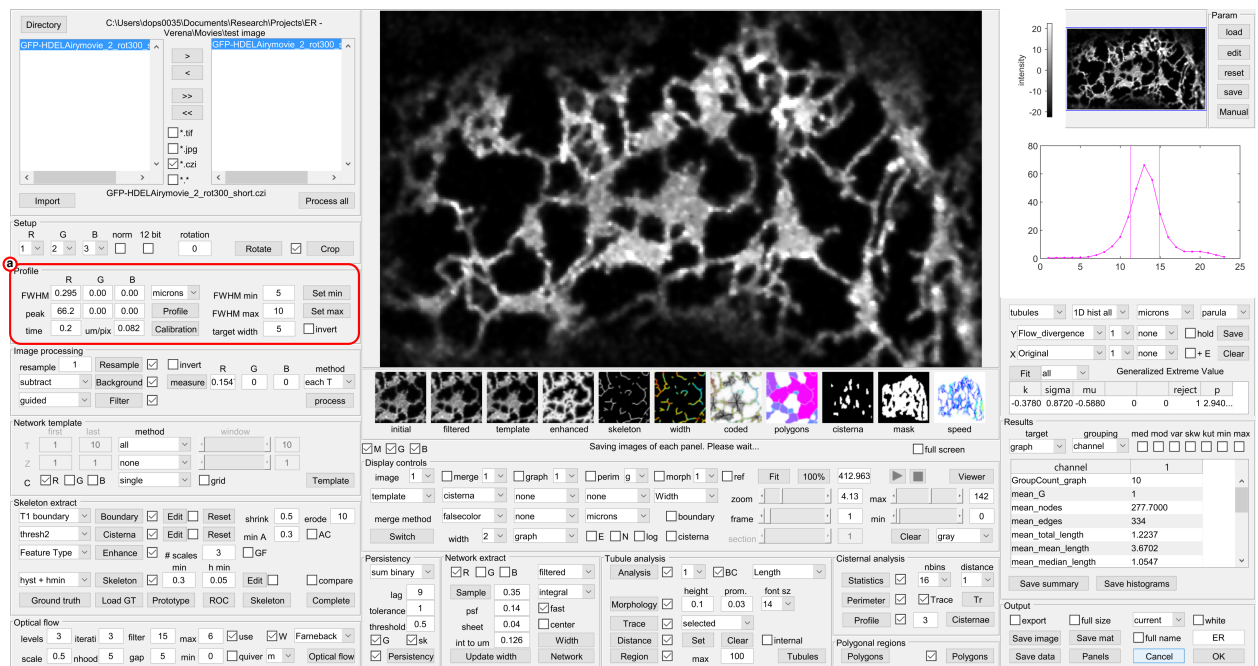 Directory
C:\Users\dops0035\Documents\Research\Projects\ER - Verena\Movies\test image
GFP-HDELAirymovie_2_rot300_s
GFP-HDELAirymovie_2_rot300_s
>
<
>>
<<
*.tif
*.jpg
*.czi
*.*
GFP-HDELAirymovie_2_rot300_short.czi
Import
Process all
Setup
R G B norm 12 bit rotation
1 2 3 0 Rotate Crop
a
Profile
R G B
FWHM 0.295 0.00 0.00 microns FWHM min 5 Set min
peak 66.2 0.00 0.00 Profile FWHM max 10 Set max
time 0.2 um/pix 0.082 Calibration target width 5 invert
Image processing
resample 1 Resample invert R G B method
subtract Background measure 0.154 0 0 each T
guided Filter process
Network template
first last method window
T 1 10 all 10
Z 1 1 none 1
C R G B single grid Template
Skeleton extract
T1 boundary Boundary Edit Reset shrink 0.5 erode 10
thresh2 Cisterna Edit Reset min A 0.3 AC
Feature Type Enhance # scales 3 GF
min h min
hyst + hmin Skeleton 0.3 0.05 Edit compare
Ground truth Load GT Prototype ROC Skeleton Complete
Optical flow
levels 3 iterati 3 filter 15 max 6 use W Farneback
scale 0.5 nhood 5 gap 5 min 0 quiver m Optical flow
initial filtered template enhanced skeleton width coded polygons cisterna mask speed
M G B Saving images of each panel. Please wait... full screen
Display controls
image 1 merge 1 graph 1 perim g morph 1 ref Fit 100% 412.963 Viewer
template cisterna none none Width zoom 4.13 max 142
merge method falsecolor none microns boundary frame 1 min 0
Switch width 2 graph E N log cisterna section 1 Clear gray
Persistency
sum binary
lag 9
tolerance 1
threshold 0.5
G sk
Persistency
Network extract
R G B filtered
Sample 0.35 integral
psf 0.14 fast
sheet 0.04 center
int to um 0.126 Width
Update width Network
Tubule analysis
Analysis 1 BC Length
height prom. font sz
Morphology 0.1 0.03 14
Trace selected
Distance Set Clear internal
Region max 100 Tubules
Cisternal analysis
nbins distance
Statistics 16 1
Perimeter Trace Tr
Profile 3 Cisternae
Polygonal regions
Polygons Polygons
20
10
0
-10
-20
intensity
Param
load
edit
reset
save
Manual
80
60
40
20
0
0 5 10 15 20 25
tubules 1D hist all microns parula
Y Flow_divergence 1 none hold Save
X Original 1 none + E Clear
Fit all Generalized Extreme Value
k sigma mu reject p
-0.3780 0.8720 -0.5880 0 0 1 2.940...
Results
target grouping med mod var skw kut min max
graph channel
channel 1
GroupCount_graph 10
mean_G 1
mean_nodes 277.7000
mean_edges 334
mean_total_length 1.2237
mean_mean_length 3.6702
mean_median_length 1.0547
Save summary Save histograms
Output
export full size current white
Save image Save mat full name ER
Save data Panels Cancel OK